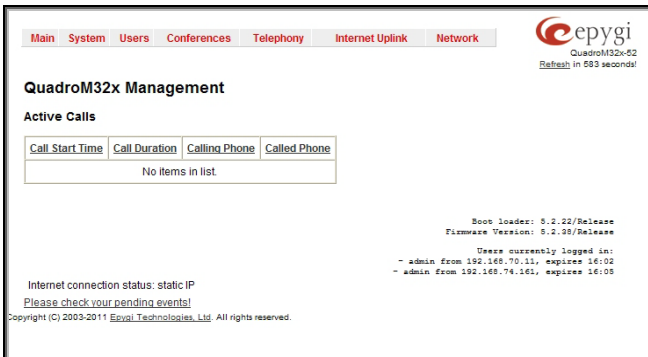 Main System Users Conferences Telephony Internet Uplink Network
epygi
QuadroM32x-52
Refresh in 583 seconds!
QuadroM32x Management
Active Calls
Call Start Time Call Duration Calling Phone Called Phone
No items in list.
Boot loader: 5.2.22/Release
Firmware Version: 5.2.38/Release
Users currently logged in:
- admin from 192.168.70.11, expires 16:02
- admin from 192.168.74.161, expires 16:05
Internet connection status: static IP
Please check your pending events!
Copyright (C) 2003-2011 Epygi Technologies, Ltd. All rights reserved.